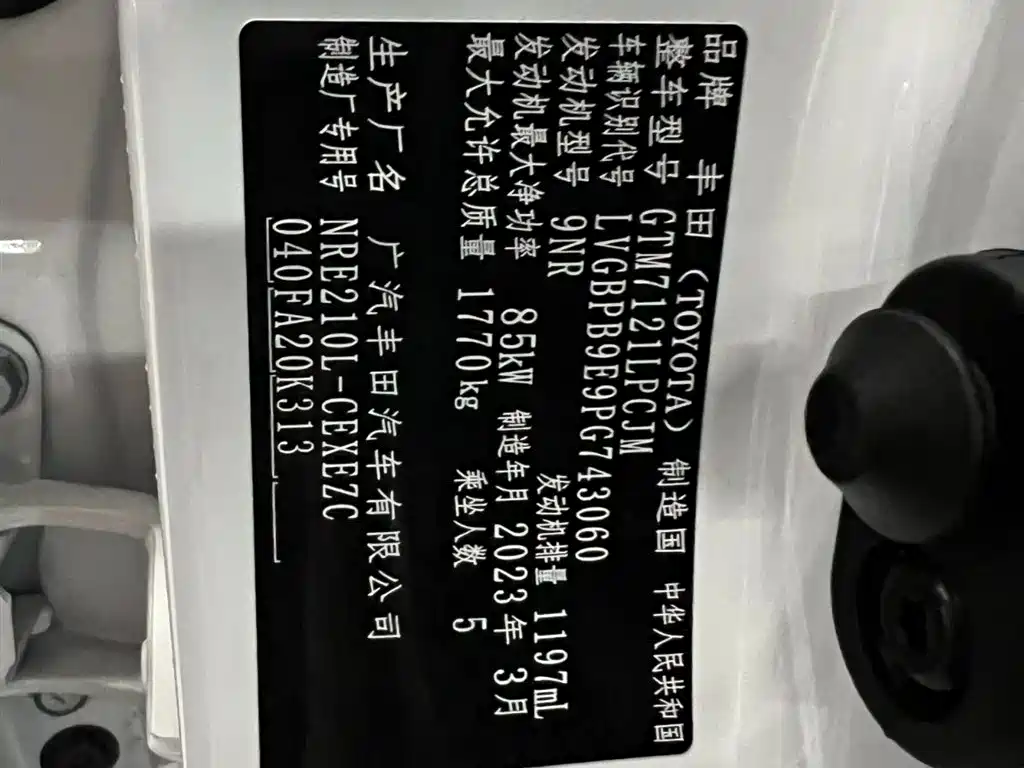 品牌 丰田（TOYOTA） 制造国 中华人民共和国
整车型号 GTM7121LPCJM
车辆识别代号 LVGBPB9E9PG743060
发动机型号 9NR 发动机排量 1197mL
发动机最大净功率 85kW 制造年月 2023年 3月
最大允许总质量 1770kg 乘坐人数 5
生产厂名 广汽丰田汽车有限公司
制造厂专用号 NRE210L-CEXEZC
040FA20K313